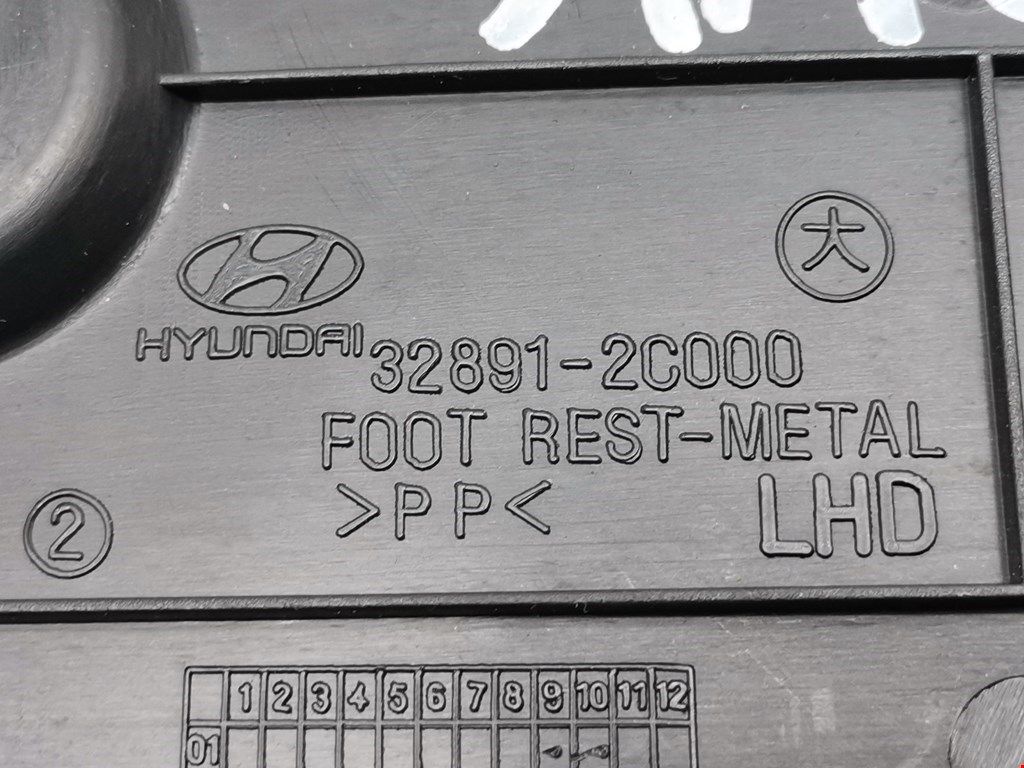 大
HYUNDAI 32891-2C000
FOOT REST-METAL
>PP< LHD
2
1 2 3 4 5 6 7 8 9 10 11 12
01